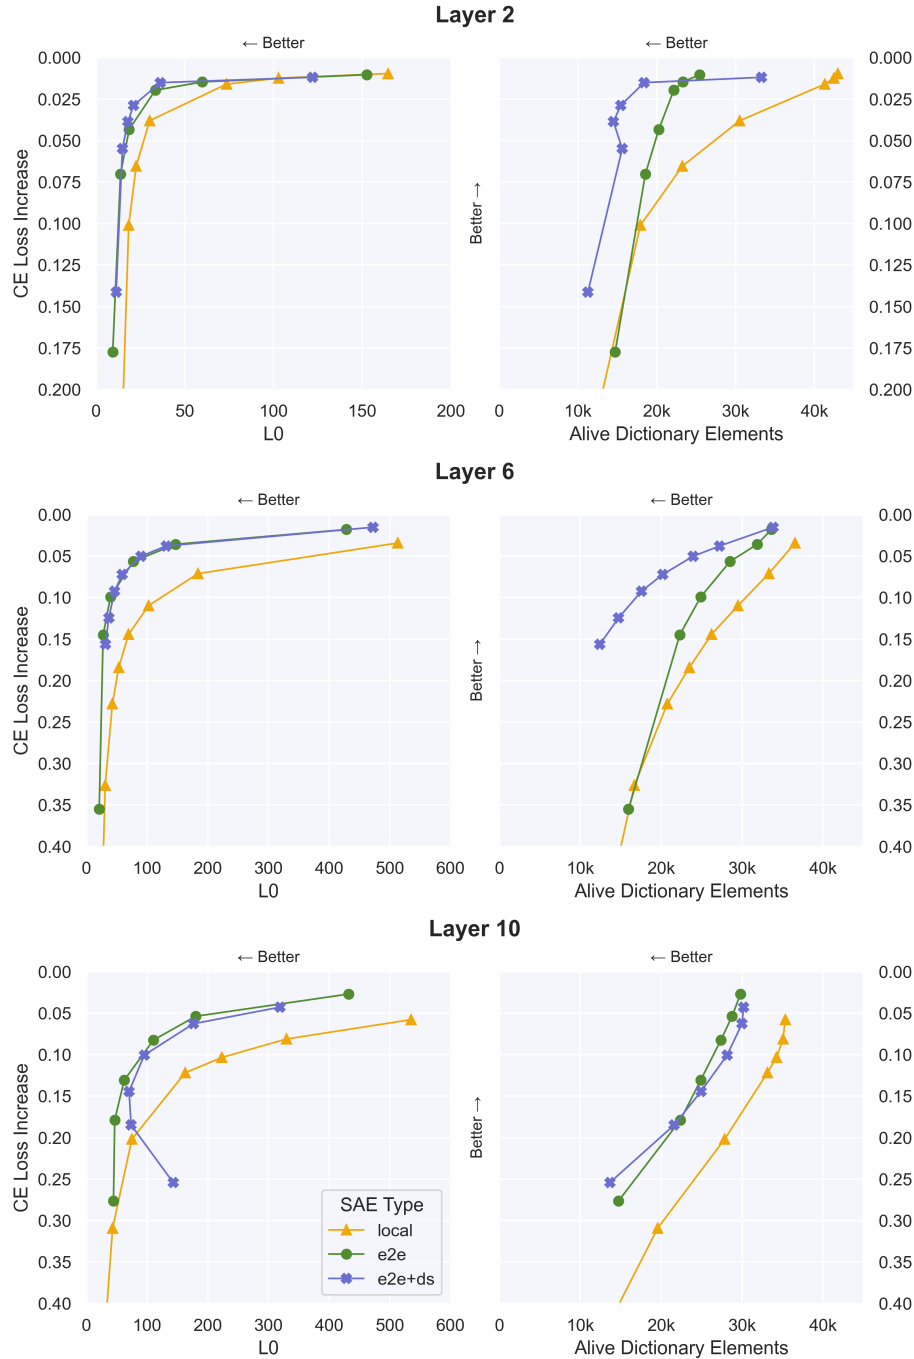 Layer 2
← Better
← Better
0.000
0.025
0.050
0.075
0.100
0.125
0.150
0.175
0.200
CE Loss Increase
0
50
100
150
200
L0
Better →
0.000
0.025
0.050
0.075
0.100
0.125
0.150
0.175
0.200
0
10k
20k
30k
40k
Alive Dictionary Elements
Layer 6
← Better
← Better
0.00
0.05
0.10
0.15
0.20
0.25
0.30
0.35
0.40
CE Loss Increase
0
100
200
300
400
500
600
L0
Better →
0.00
0.05
0.10
0.15
0.20
0.25
0.30
0.35
0.40
0
10k
20k
30k
40k
Alive Dictionary Elements
Layer 10
← Better
← Better
0.00
0.05
0.10
0.15
0.20
0.25
0.30
0.35
0.40
CE Loss Increase
SAE Type
local
e2e
e2e+ds
0
100
200
300
400
500
600
L0
Better →
0.00
0.05
0.10
0.15
0.20
0.25
0.30
0.35
0.40
0
10k
20k
30k
40k
Alive Dictionary Elements